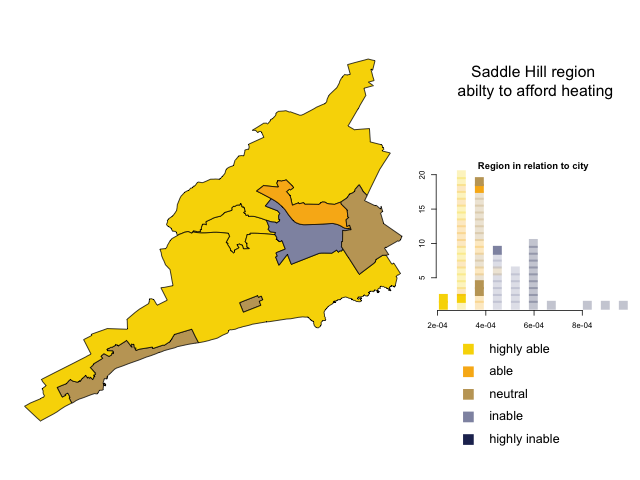 Saddle Hill region
abilty to afford heating
Region in relation to city
20
15
10
5
2e-04 4e-04 6e-04 8e-04
highly able
able
neutral
inable
highly inable